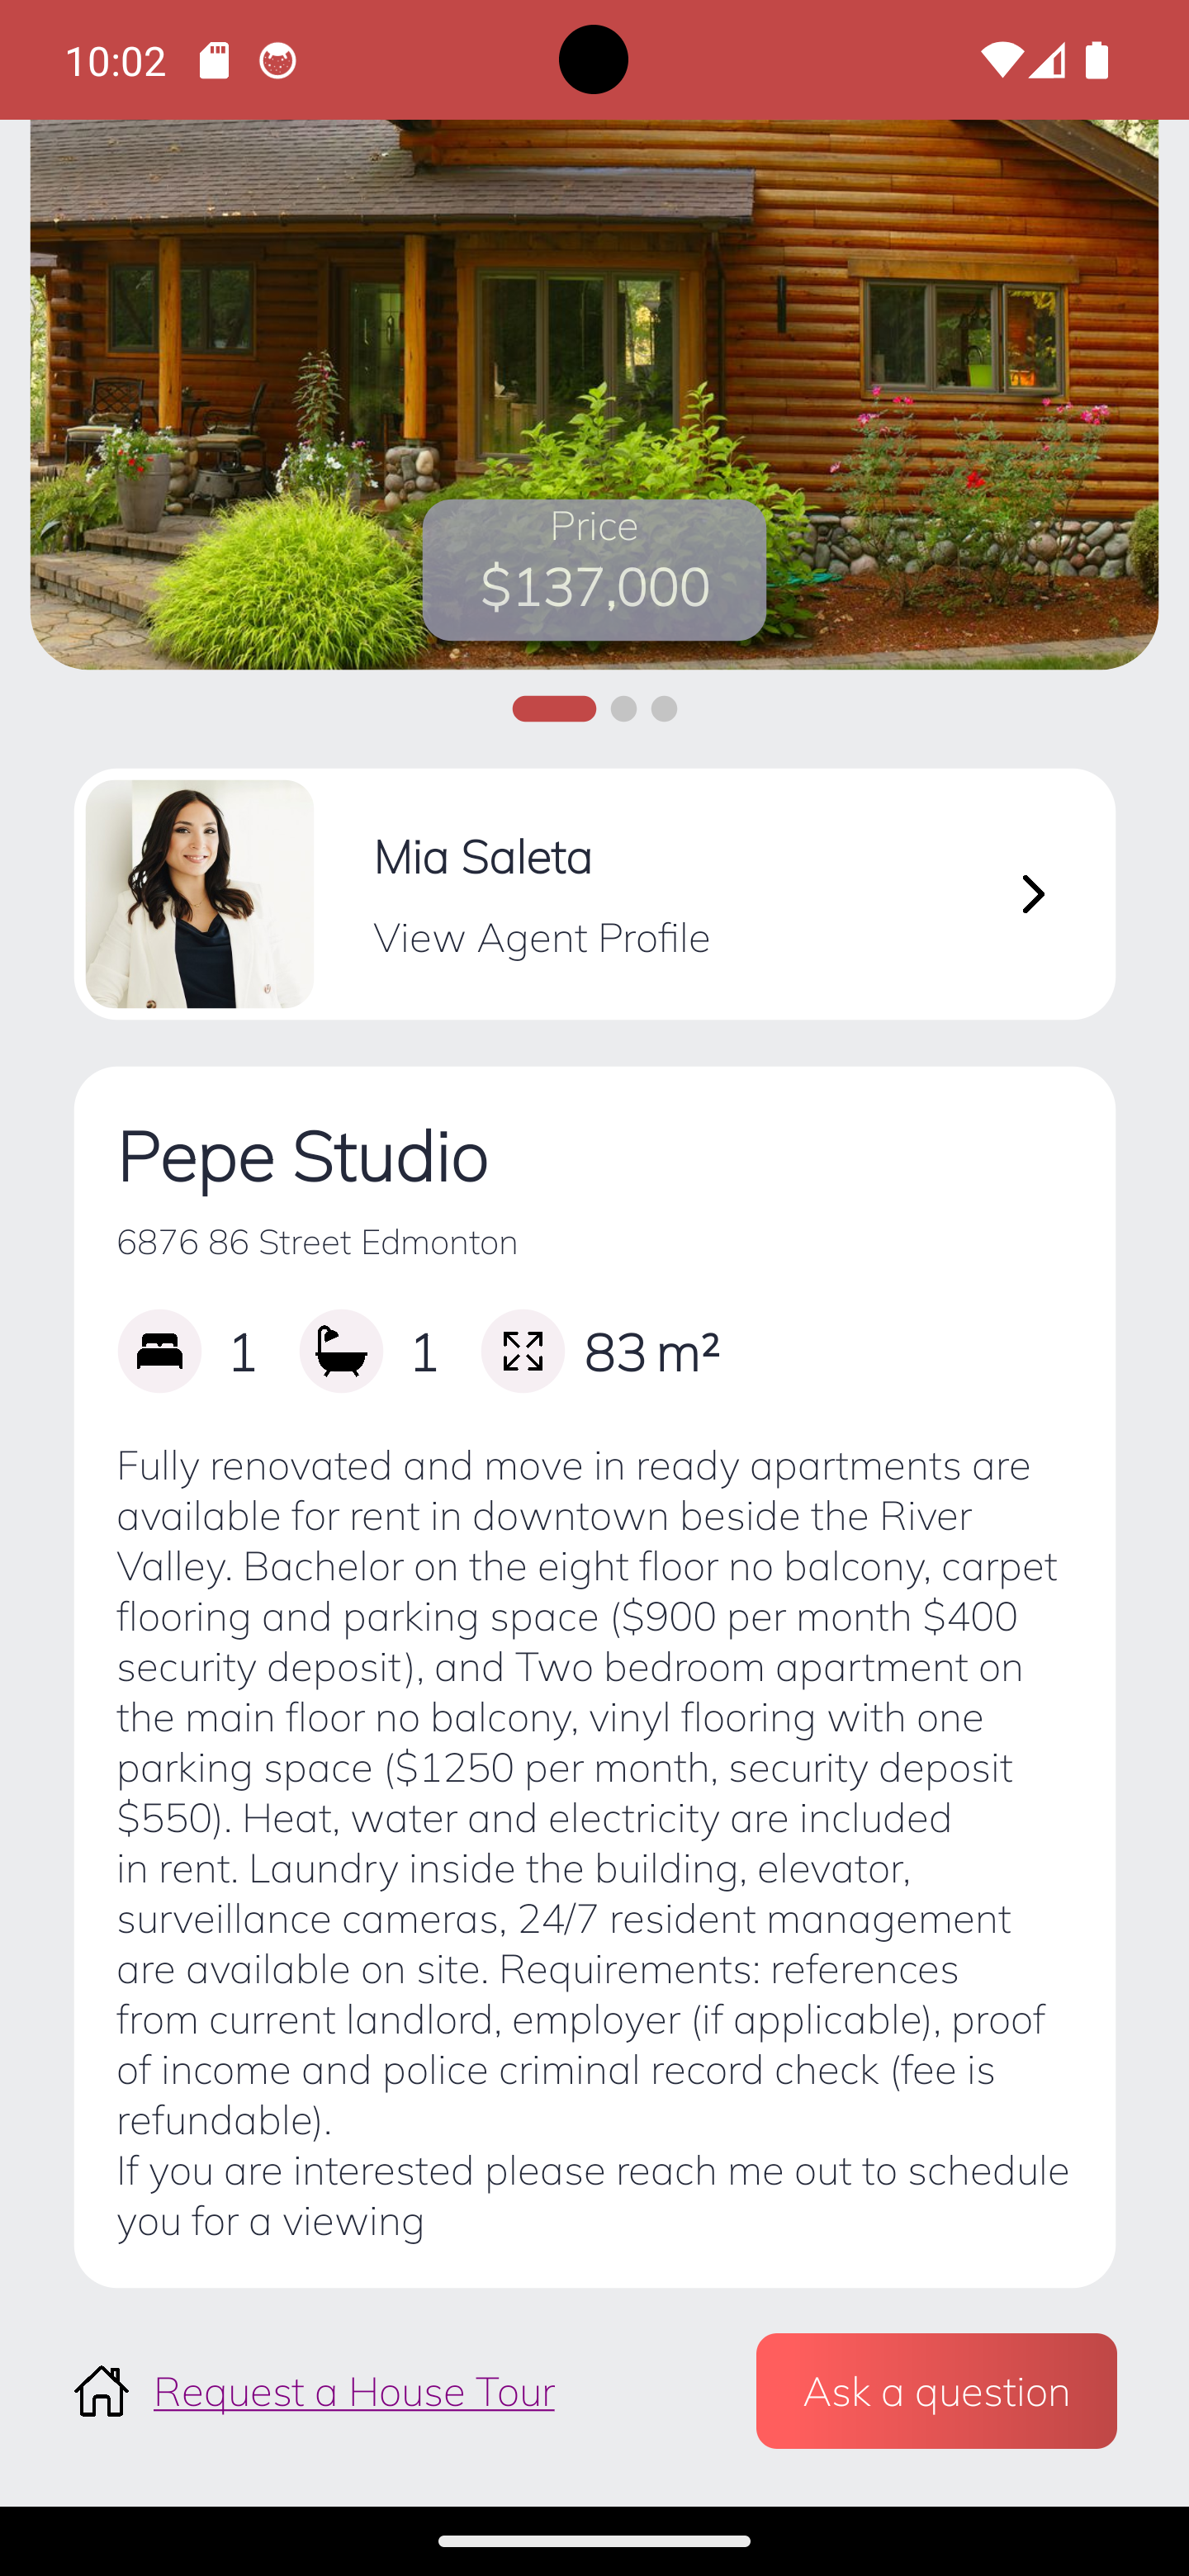 10:02
Price
$137,000
Mia Saleta
View Agent Profile
Pepe Studio
6876 86 Street Edmonton
1 1 83 m²
Fully renovated and move in ready apartments are
available for rent in downtown beside the River
Valley. Bachelor on the eight floor no balcony, carpet
flooring and parking space ($900 per month $400
security deposit), and Two bedroom apartment on
the main floor no balcony, vinyl flooring with one
parking space ($1250 per month, security deposit
$550). Heat, water and electricity are included
in rent. Laundry inside the building, elevator,
surveillance cameras, 24/7 resident management
are available on site. Requirements: references
from current landlord, employer (if applicable), proof
of income and police criminal record check (fee is
refundable).
If you are interested please reach me out to schedule
you for a viewing
Request a House Tour
Ask a question